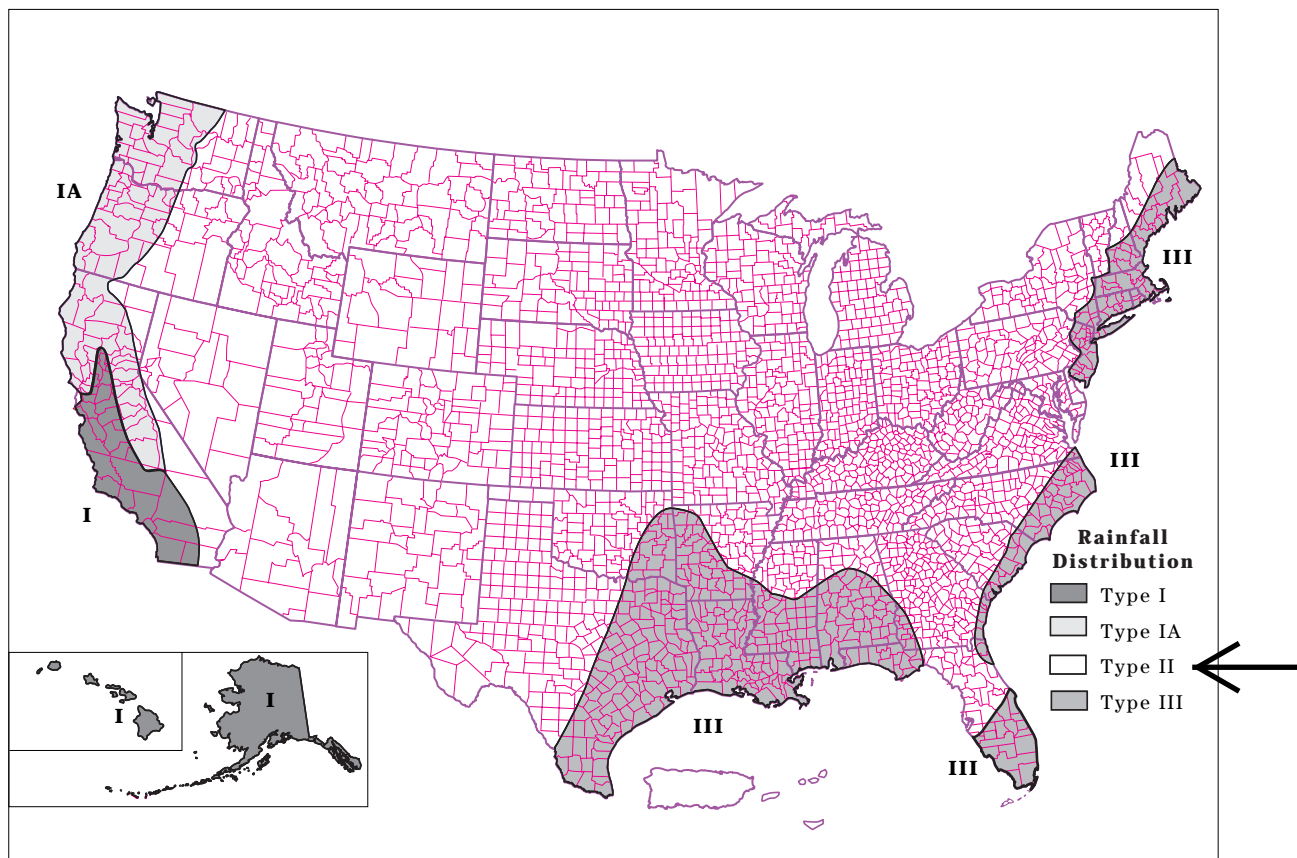 IA
III
III
I
Rainfall
Distribution
Type I
Type IA
Type II
Type III
I
I
III
III